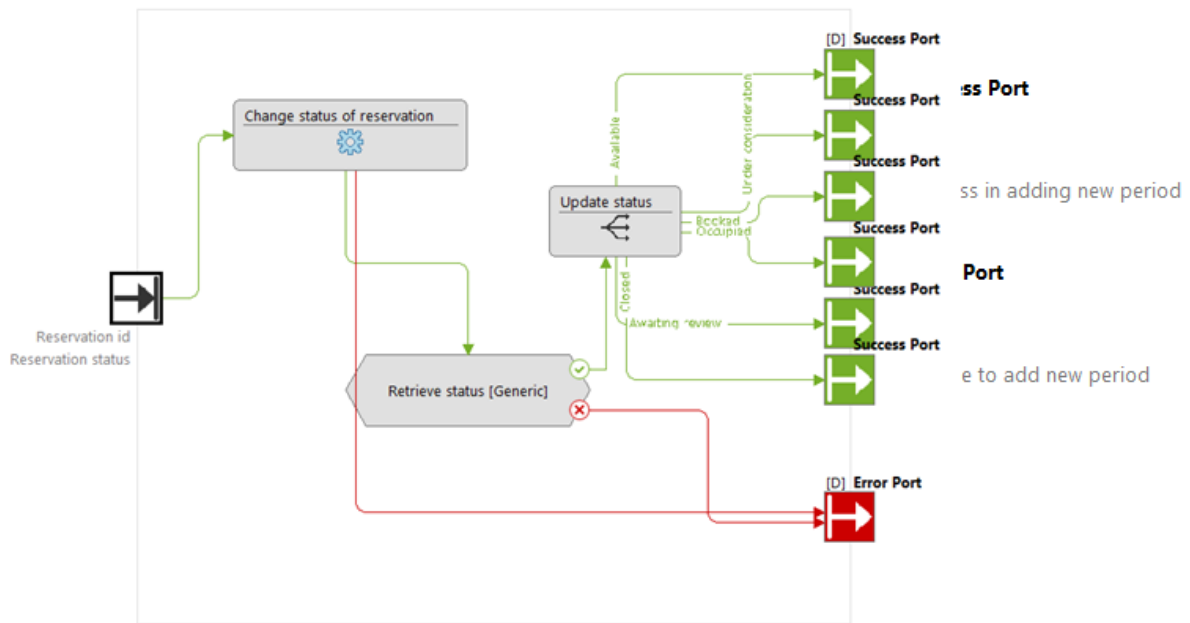 [D] Success Port
Success Port
ss Port
Change status of reservation
Available
Under consideration
Success Port
ss in adding new period
Update status
Booked
Occupied
Success Port
Port
Closed
Success Port
Awaiting review
Reservation id
Reservation status
Success Port
e to add new period
Retrieve status [Generic]
[D] Error Port